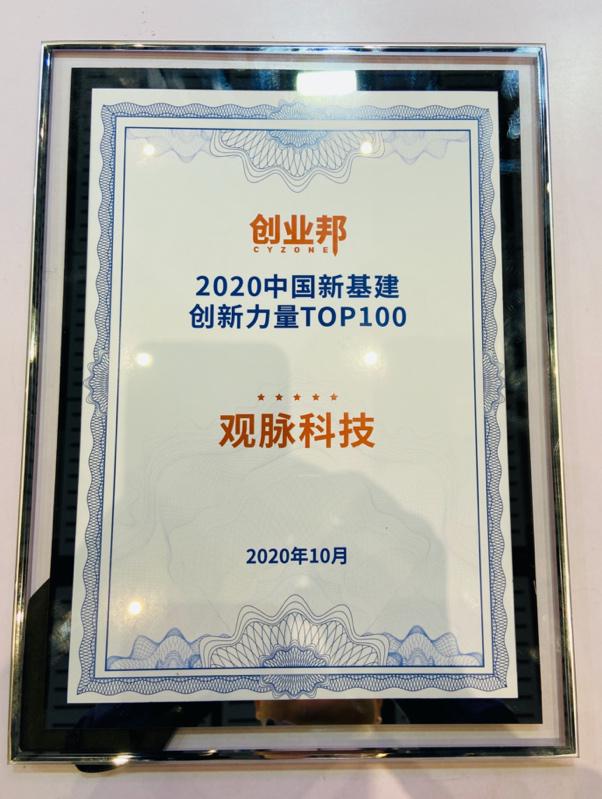 创业邦
CYZONE
2020中国新基建
创新力量TOP100
观脉科技
2020年10月